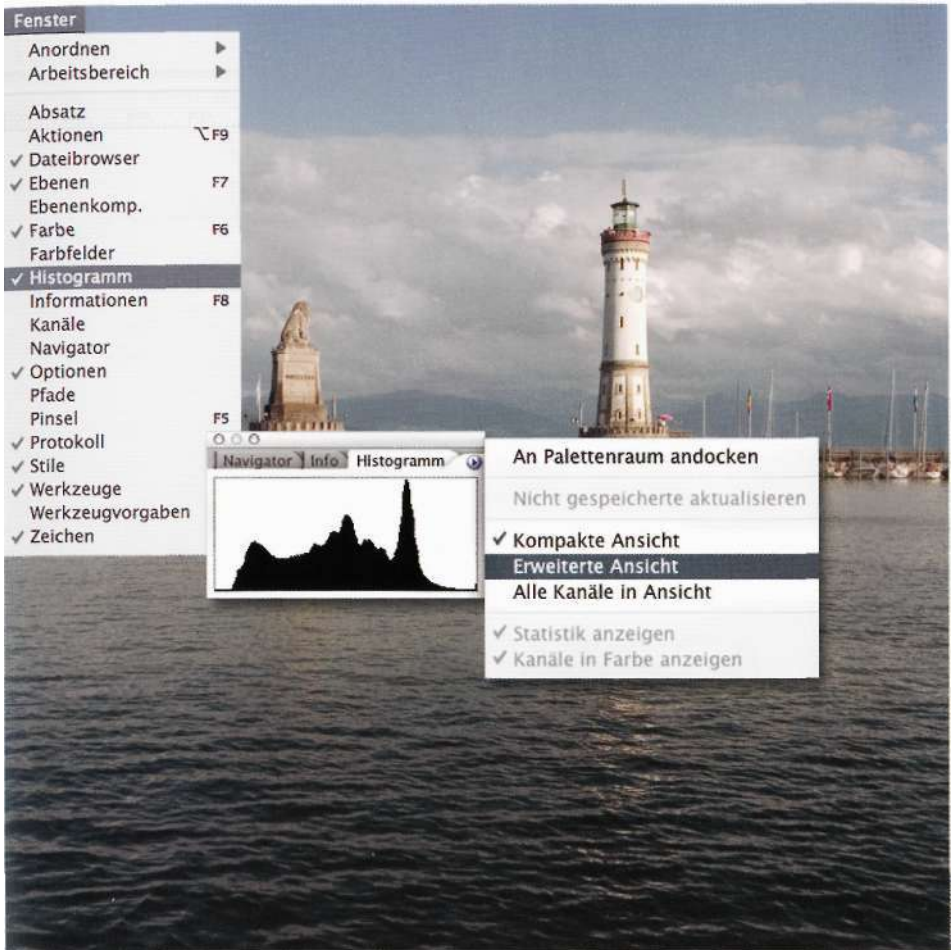 Fenster
Anordnen
Arbeitsbereich
Absatz
Aktionen ⌥F9
✓ Dateibrowser
✓ Ebenen F7
Ebenenkomp.
✓ Farbe F6
Farbfelder
✓ Histogramm
Informationen F8
Kanäle
Navigator
✓ Optionen
Pfade
Pinsel F5
✓ Protokoll
✓ Stile
✓ Werkzeuge
Werkzeugvorgaben
✓ Zeichen
Navigator Info Histogramm
An Palettenraum andocken
Nicht gespeicherte aktualisieren
✓ Kompakte Ansicht
Erweiterte Ansicht
Alle Kanäle in Ansicht
✓ Statistik anzeigen
✓ Kanäle in Farbe anzeigen